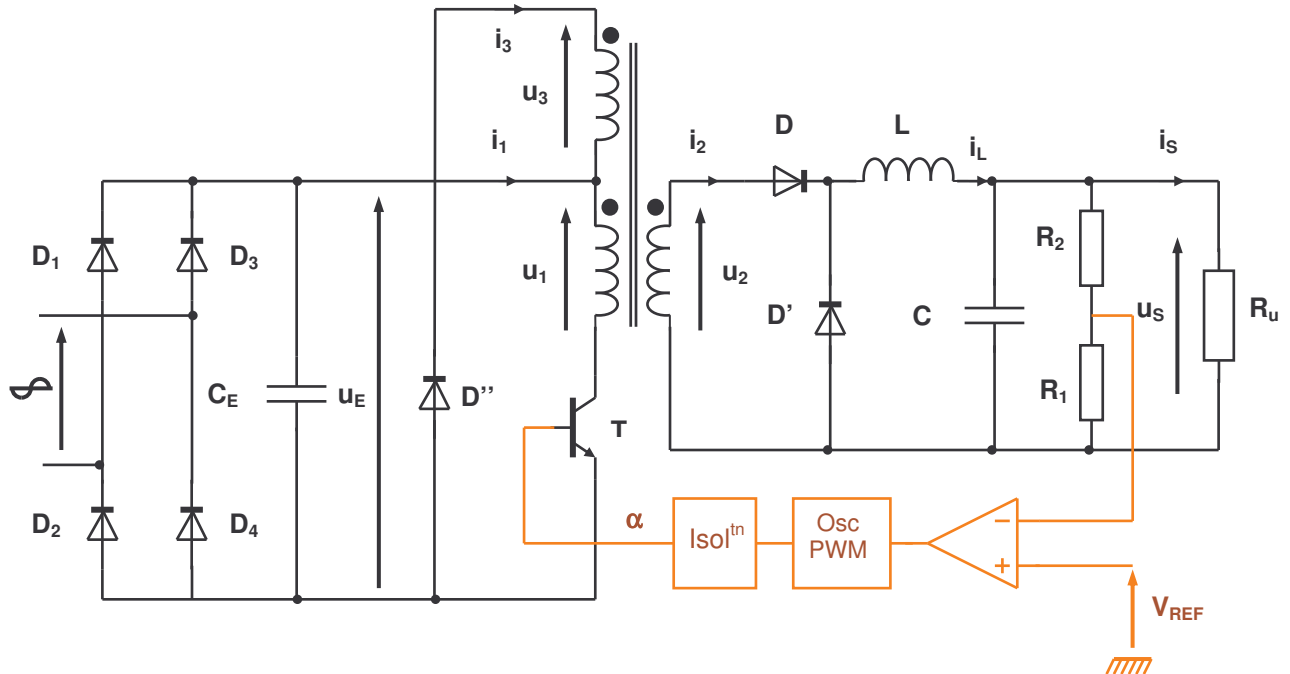 i3
u3
i1
i2
D
L
iL
iS
D1
D3
u1
u2
R2
D'
C
uS
Ru
CE
uE
D''
T
R1
D2
D4
α
Isoltn
Osc
PWM
−
+
VREF